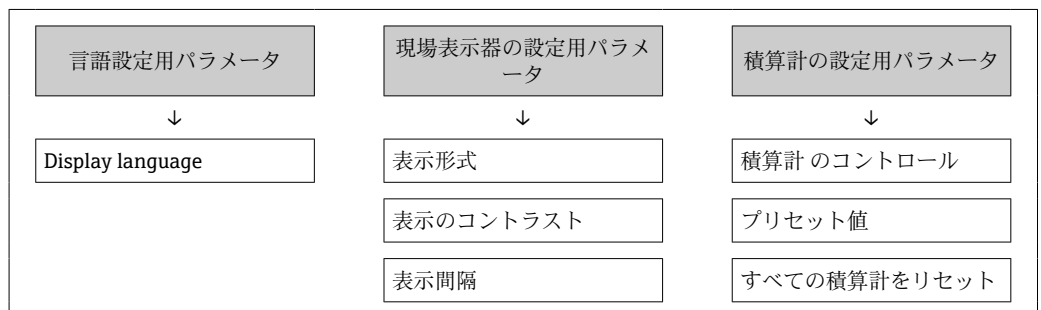 言語設定用パラメータ
現場表示器の設定用パラメ
ータ
積算計の設定用パラメータ
↓
↓
↓
Display language
表示形式
積算計 のコントロール
表示のコントラスト
プリセット値
表示間隔
すべての積算計をリセット